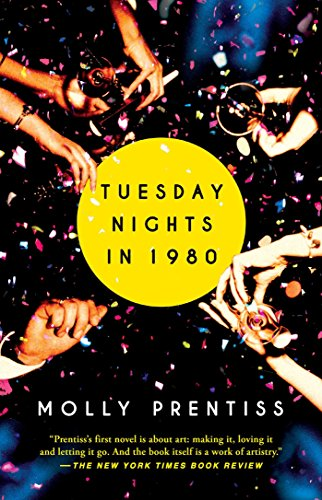 TUESDAY
NIGHTS
IN 1980
MOLLY PRENTISS
"Prentiss's first novel is about art: making it, loving it
and letting it go. And the book itself is a work of artistry."
—THE NEW YORK TIMES BOOK REVIEW